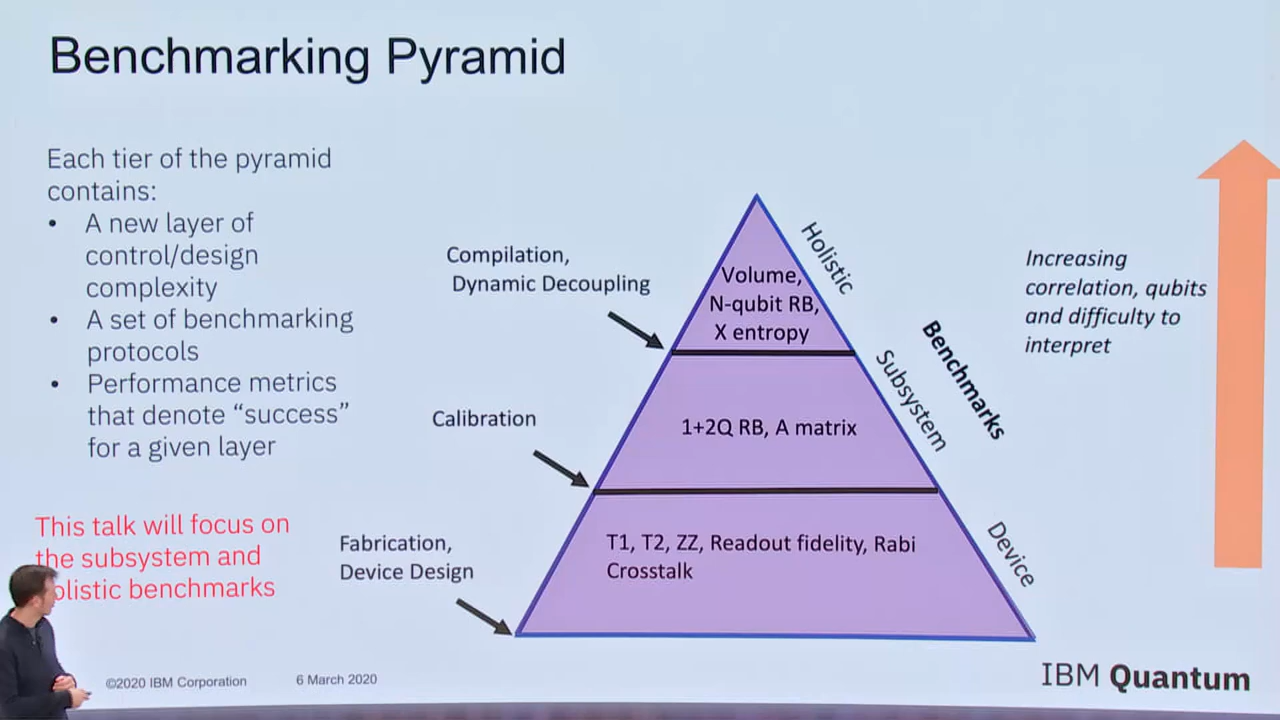 Benchmarking Pyramid
Each tier of the pyramid
contains:
• A new layer of
control/design
complexity
• A set of benchmarking
protocols
• Performance metrics
that denote “success”
for a given layer
This talk will focus on
the subsystem and
olistic benchmarks
Compilation,
Dynamic Decoupling
Calibration
Fabrication,
Device Design
Volume,
N-qubit RB,
X entropy
1+2Q RB, A matrix
T1, T2, ZZ, Readout fidelity, Rabi
Crosstalk
Holistic
Subsystem
Device
Benchmarks
Increasing
correlation, qubits
and difficulty to
interpret
©2020 IBM Corporation
6 March 2020
IBM Quantum